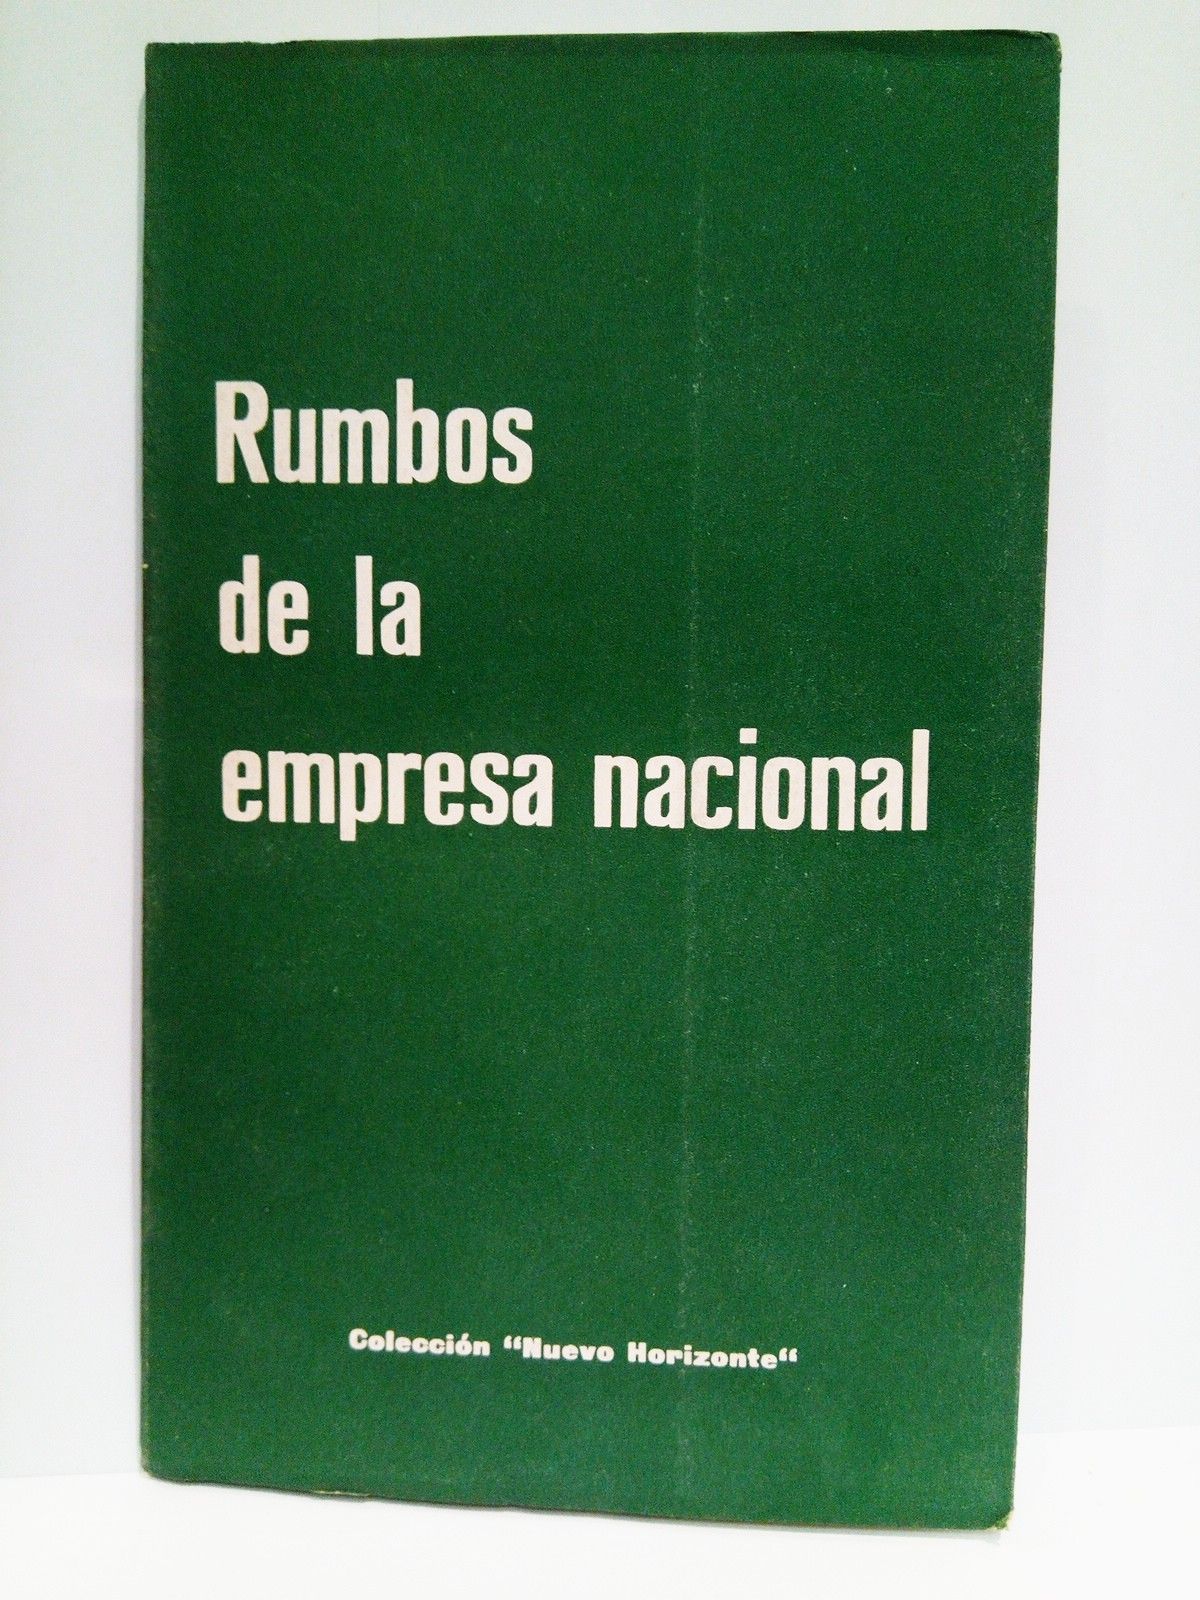 Rumbos
de la
empresa nacional
Colección “Nuevo Horizonte“